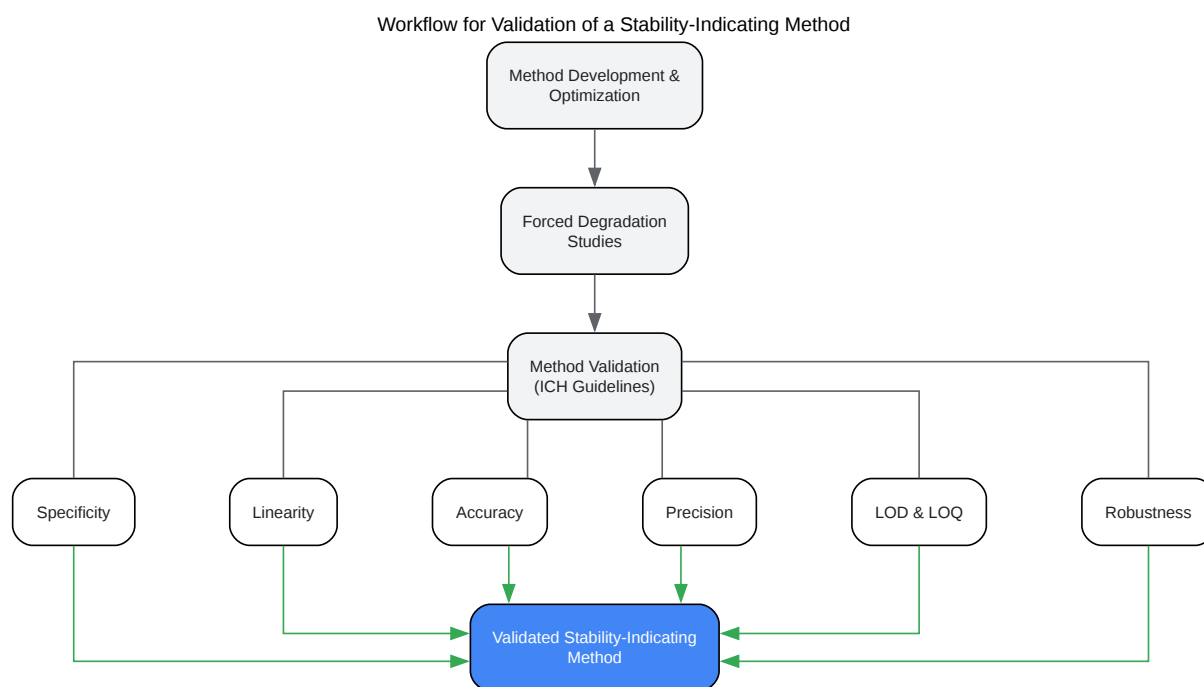 Workflow for Validation of a Stability-Indicating Method
Method Development &
Optimization
Forced Degradation
Studies
Method Validation
(ICH Guidelines)
Specificity
Linearity
Accuracy
Precision
LOD & LOQ
Robustness
Validated Stability-Indicating
Method